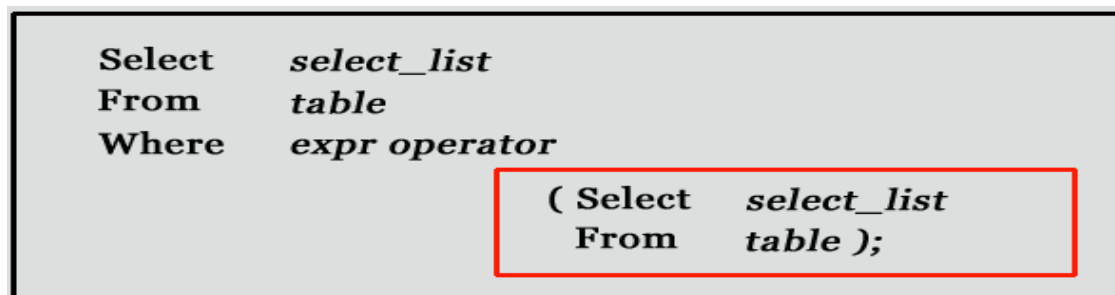 Select select_list
From table
Where expr operator
( Select select_list
From table );